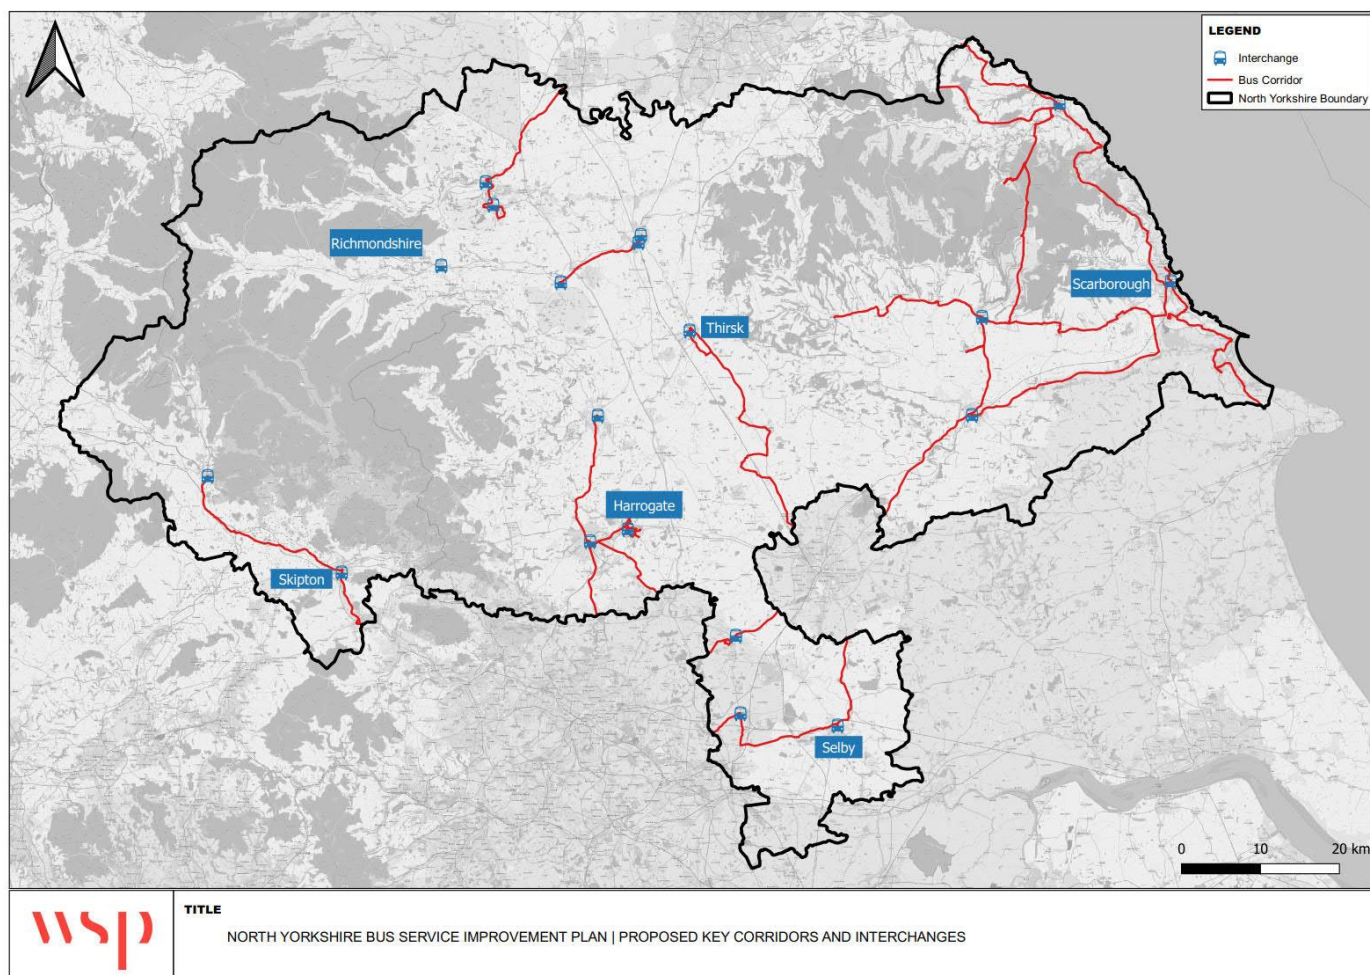 LEGEND
Interchange
Bus Corridor
North Yorkshire Boundary
Richmondshire
Scarborough
Thirsk
Harrogate
Skipton
Selby
0 10 20 km
wsp
TITLE
NORTH YORKSHIRE BUS SERVICE IMPROVEMENT PLAN | PROPOSED KEY CORRIDORS AND INTERCHANGES